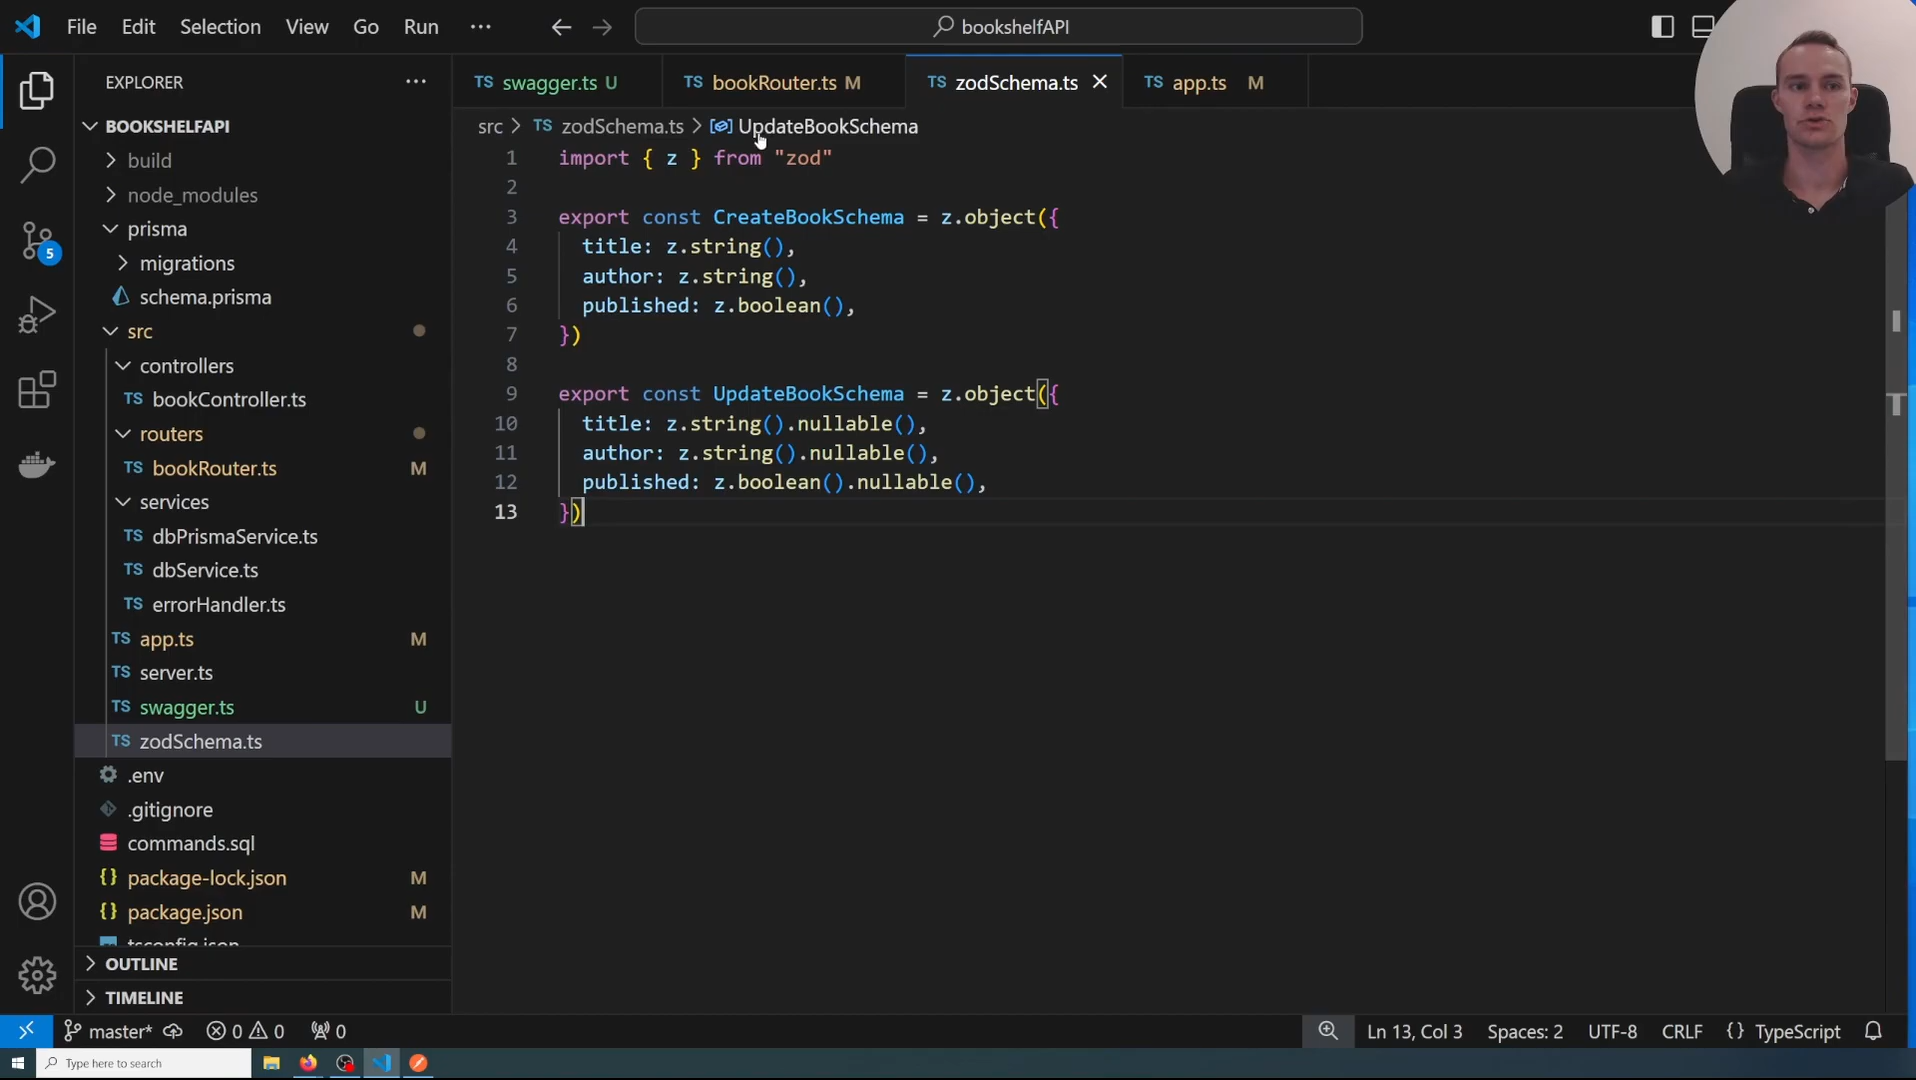 File Edit Selection View Go Run ··· bookshelfAPI
EXPLORER ···
BOOKSHELFAPI
build
node_modules
prisma
migrations
schema.prisma
src
controllers
TS bookController.ts
routers
TS bookRouter.ts M
services
TS dbPrismaService.ts
TS dbService.ts
TS errorHandler.ts
TS app.ts M
TS server.ts
TS swagger.ts U
TS zodSchema.ts
.env
.gitignore
commands.sql
{} package-lock.json M
{} package.json M
tsconfig.json
OUTLINE
TIMELINE
5
TS swagger.ts U TS bookRouter.ts M TS zodSchema.ts TS app.ts M
src > TS zodSchema.ts > UpdateBookSchema
1 import { z } from "zod"
2
3 export const CreateBookSchema = z.object({
4 title: z.string(),
5 author: z.string(),
6 published: z.boolean(),
7 })
8
9 export const UpdateBookSchema = z.object({
10 title: z.string().nullable(),
11 author: z.string().nullable(),
12 published: z.boolean().nullable(),
13 })
master* 0 0 0 Ln 13, Col 3 Spaces: 2 UTF-8 CRLF {} TypeScript
Type here to search